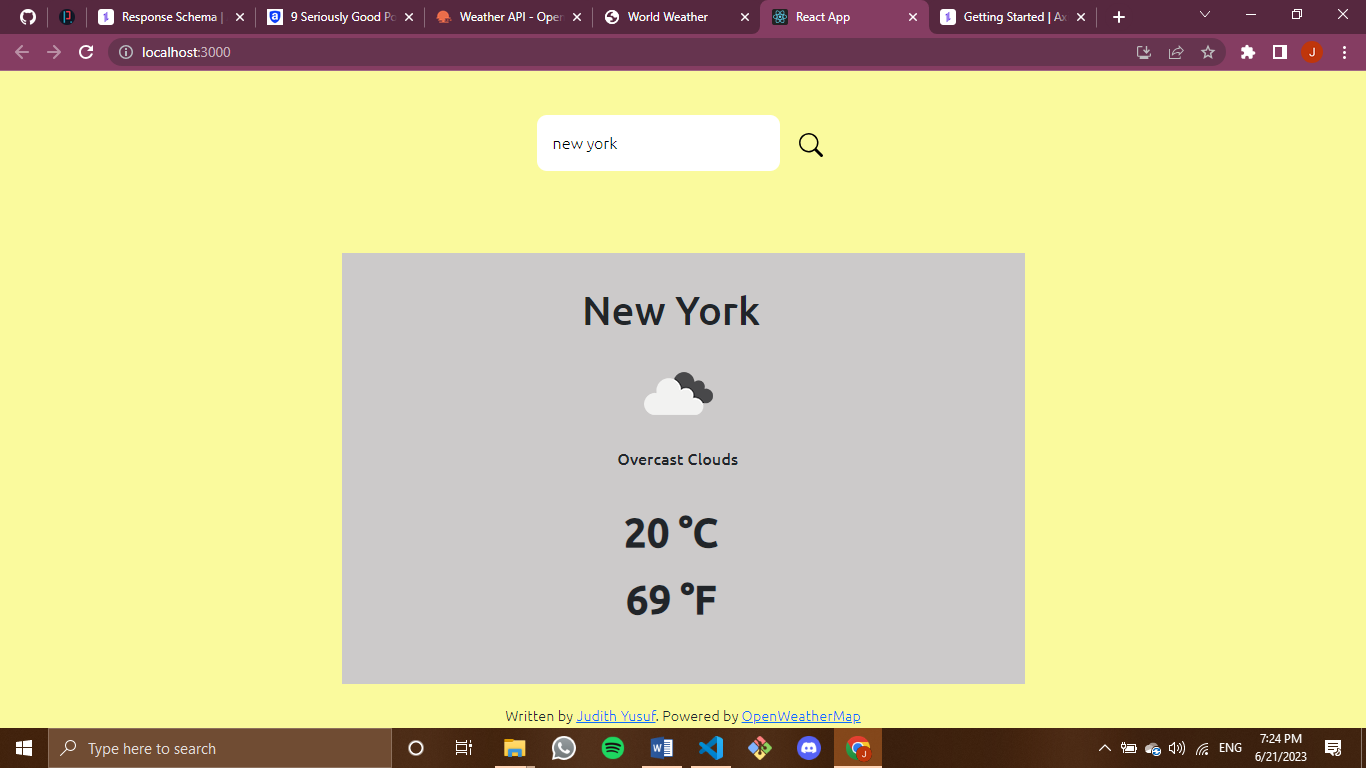 Response Schema |
9 Seriously Good Po
Weather API - Open
World Weather
React App
Getting Started | Ax
localhost:3000
J
new york
New York
Overcast Clouds
20 °C
69 °F
Written by Judith Yusuf. Powered by OpenWeatherMap
Type here to search
ENG
7:24 PM
6/21/2023